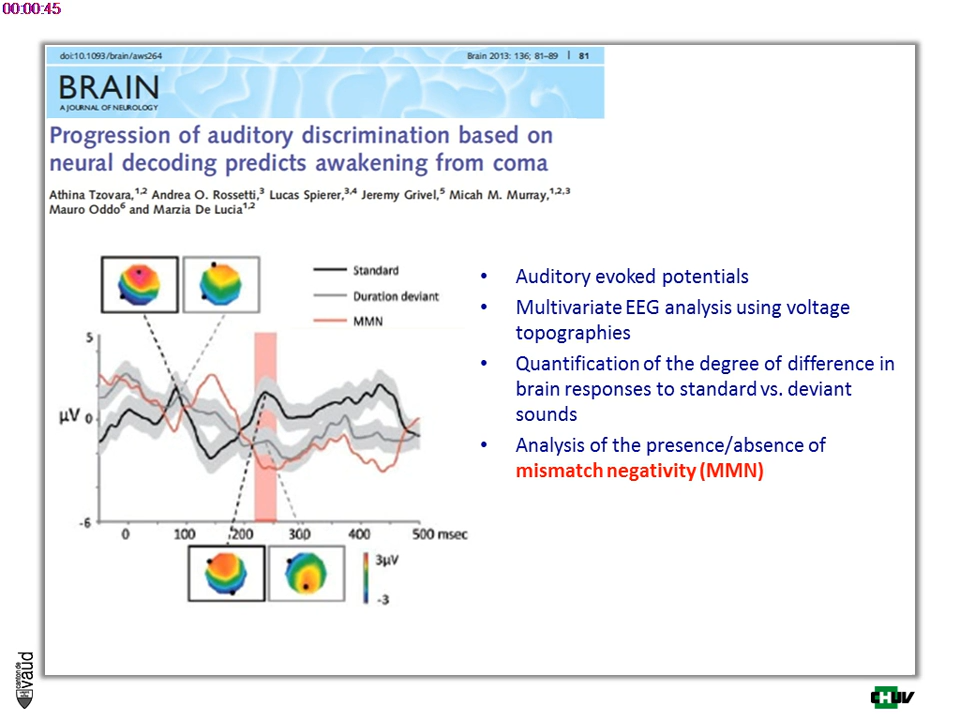 00:00:45
doi:10.1093/brain/aws264
Brain 2013: 136; 81–89 | 81
BRAIN
A JOURNAL OF NEUROLOGY
Progression of auditory discrimination based on
neural decoding predicts awakening from coma
Athina Tzovara,1,2 Andrea O. Rossetti,3 Lucas Spierer,3,4 Jeremy Grivel,5 Micah M. Murray,1,2,3
Mauro Oddo6 and Marzia De Lucia1,2
Standard
Duration deviant
MMN
5
µV 0
-6
0 100 200 300 400 500 msec
3µV
-3
• Auditory evoked potentials
• Multivariate EEG analysis using voltage
topographies
• Quantification of the degree of difference in
brain responses to standard vs. deviant
sounds
• Analysis of the presence/absence of
mismatch negativity (MMN)
canton de
vaud
CHUV